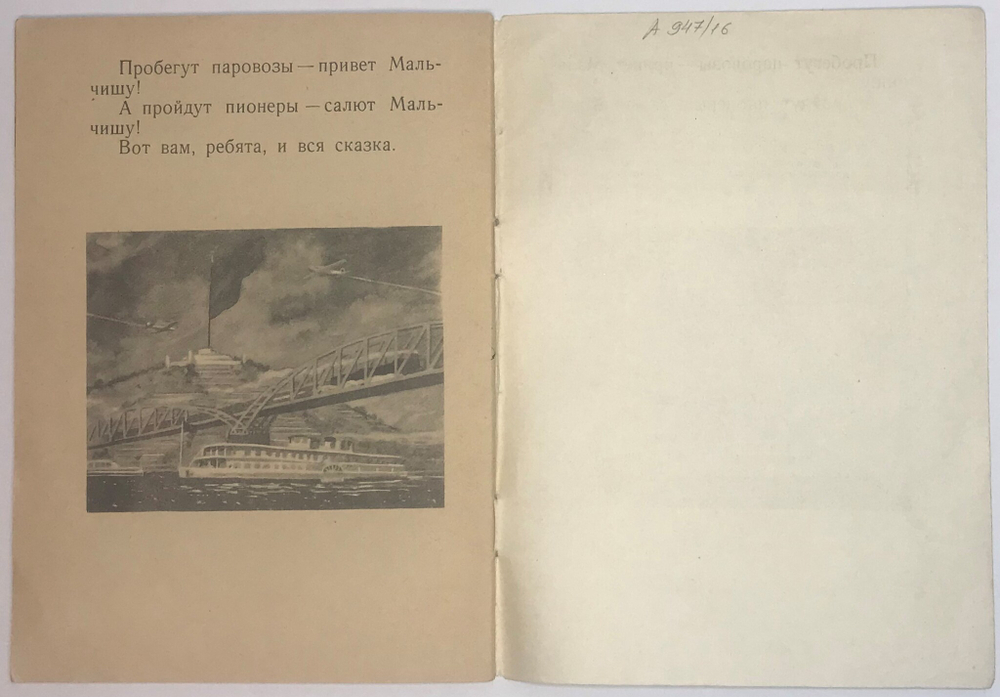 Пробегут паровозы — привет Маль-
чишу!
А пройдут пионеры — салют Маль-
чишу!
Вот вам, ребята, и вся сказка.
А 947/16